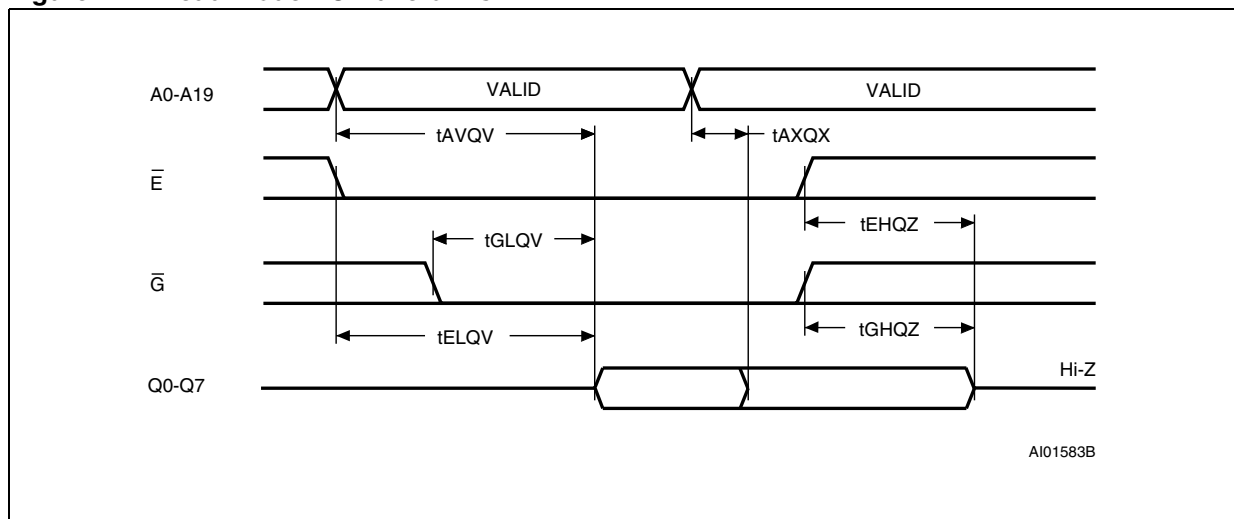 A0-A19
VALID
VALID
tAVQV
tAXQX
E̅
tEHQZ
tGLQV
G̅
tGHQZ
tELQV
Q0-Q7
Hi-Z
AI01583B